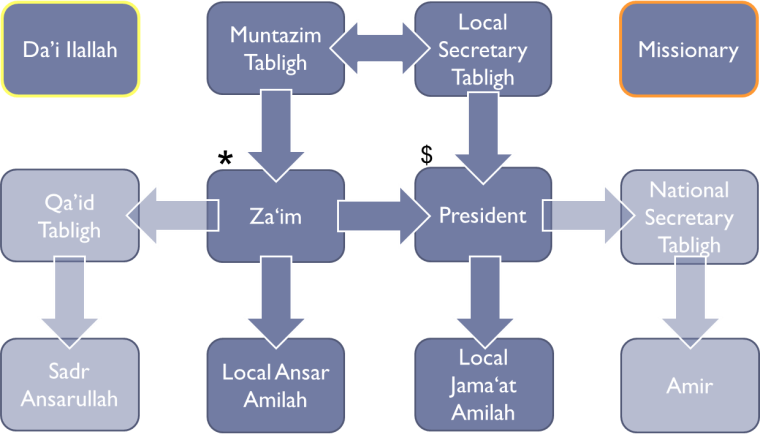 Da’i Ilallah
Muntazim
Tabligh
Local
Secretary
Tabligh
Missionary
*
$
Qa’id
Tabligh
Za‘im
President
National
Secretary
Tabligh
Sadr
Ansarullah
Local Ansar
Amilah
Local
Jama‘at
Amilah
Amir